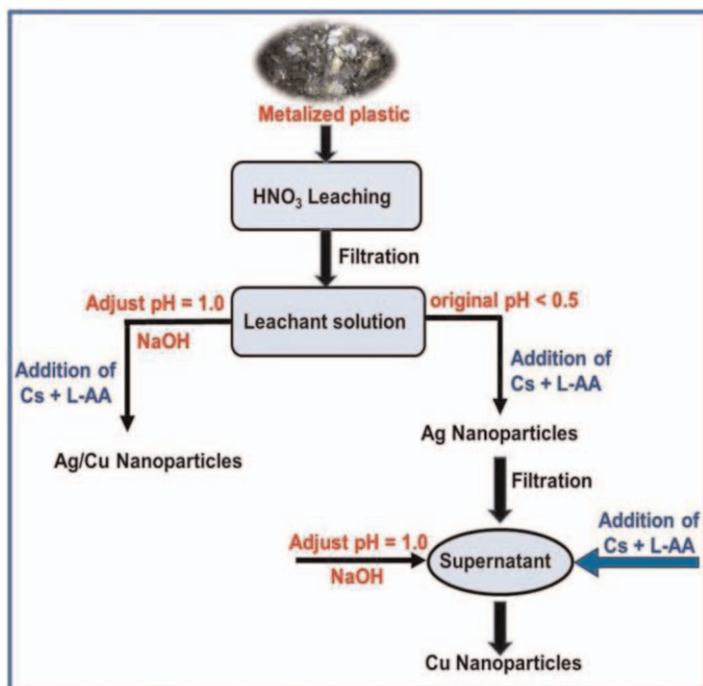 Metalized plastic
HNO₃ Leaching
Filtration
Adjust pH = 1.0
NaOH
Leachant solution
original pH < 0.5
Addition of
Cs + L-AA
Addition of
Cs + L-AA
Ag/Cu Nanoparticles
Ag Nanoparticles
Filtration
Adjust pH = 1.0
NaOH
Supernatant
Addition of
Cs + L-AA
Cu Nanoparticles